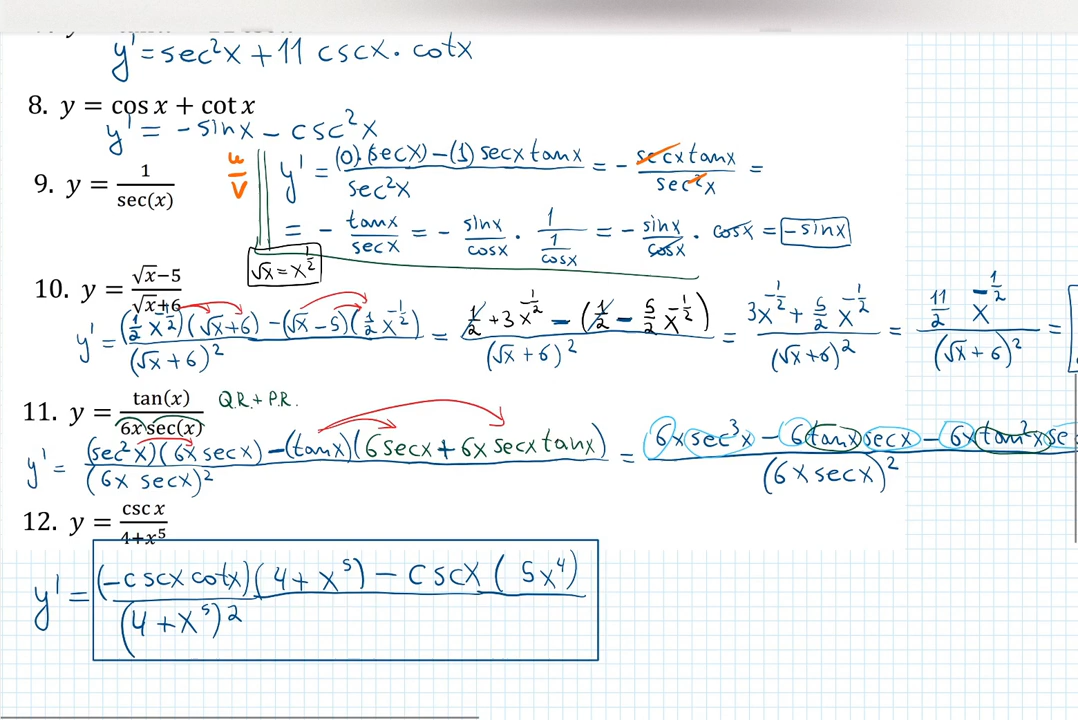 y' = sec²x + 11 cscx · cotx
8. y = cos x + cot x
y' = - sinx - csc²x
9. y = 1/sec(x)
u/v
y' = ((0)·(secx) - (1) secx tanx)/sec²x = - secx tanx/sec²x =
= - tanx/secx = - sinx/cosx · 1/(1/cosx) = - sinx/cosx · cosx = -sinx
√x = x^(1/2)
10. y = (√x-5)/(√x+6)
y' = ((1/2 x^(-1/2))(√x+6) - (√x-5)(1/2 x^(-1/2)))/(√x+6)² = (1/2 + 3x^(-1/2) - (1/2 - 5/2 x^(-1/2)))/(√x+6)² = (3x^(-1/2) + 5/2 x^(-1/2))/(√x+6)² = (11/2 x^(-1/2))/(√x+6)² =
11. y = tan(x)/(6x sec(x)) Q.R. + P.R.
y' = ((sec²x)(6x secx) - (tanx)(6secx + 6x secx tanx))/(6x secx)² = (6x sec³x - 6 tanx secx - 6x tan²x sec)/(6x secx)²
12. y = csc x/(4+x⁵)
y' = ((-cscx cotx)(4+x⁵) - cscx (5x⁴))/(4+x⁵)²